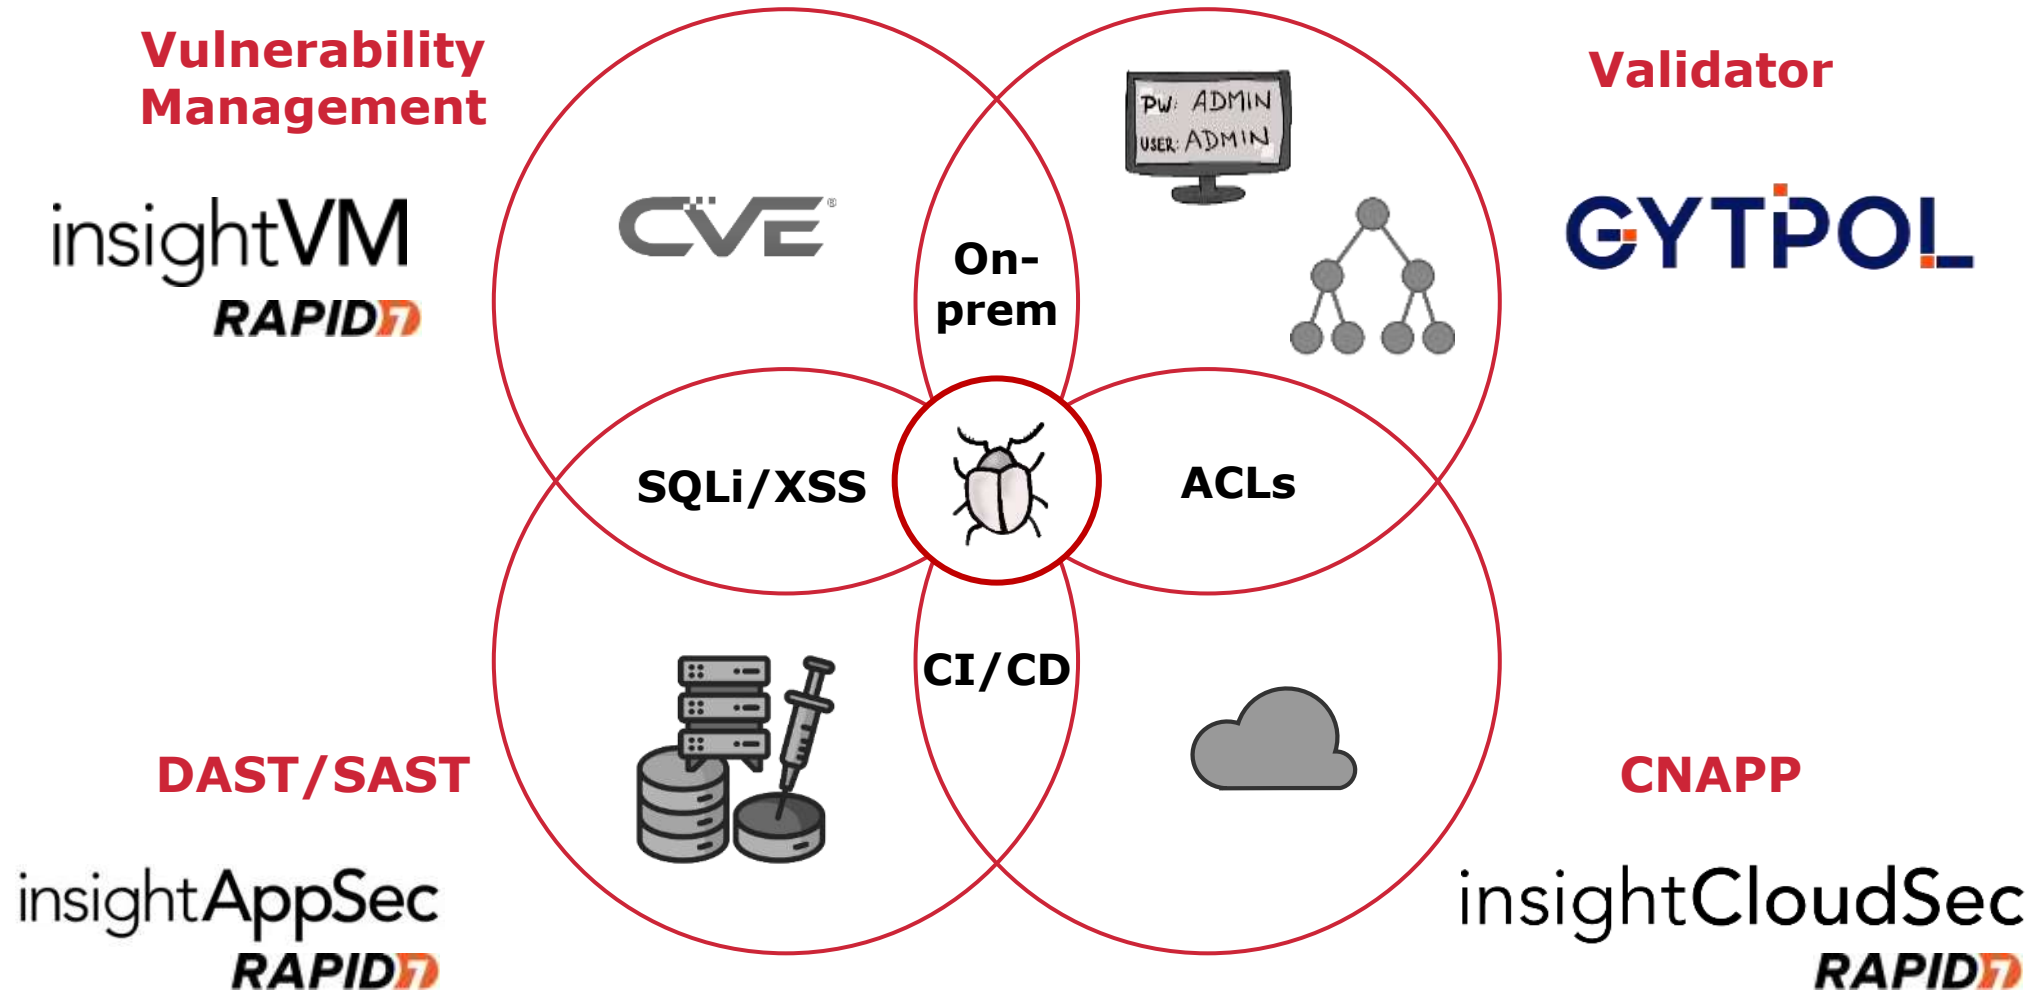 Vulnerability
Management
insightVM
RAPID7
CVE®
On-
prem
PW: ADMIN
USER: ADMIN
Validator
GYTPOL
SQLi/XSS
ACLs
CI/CD
DAST/SAST
insightAppSec
RAPID7
CNAPP
insightCloudSec
RAPID7